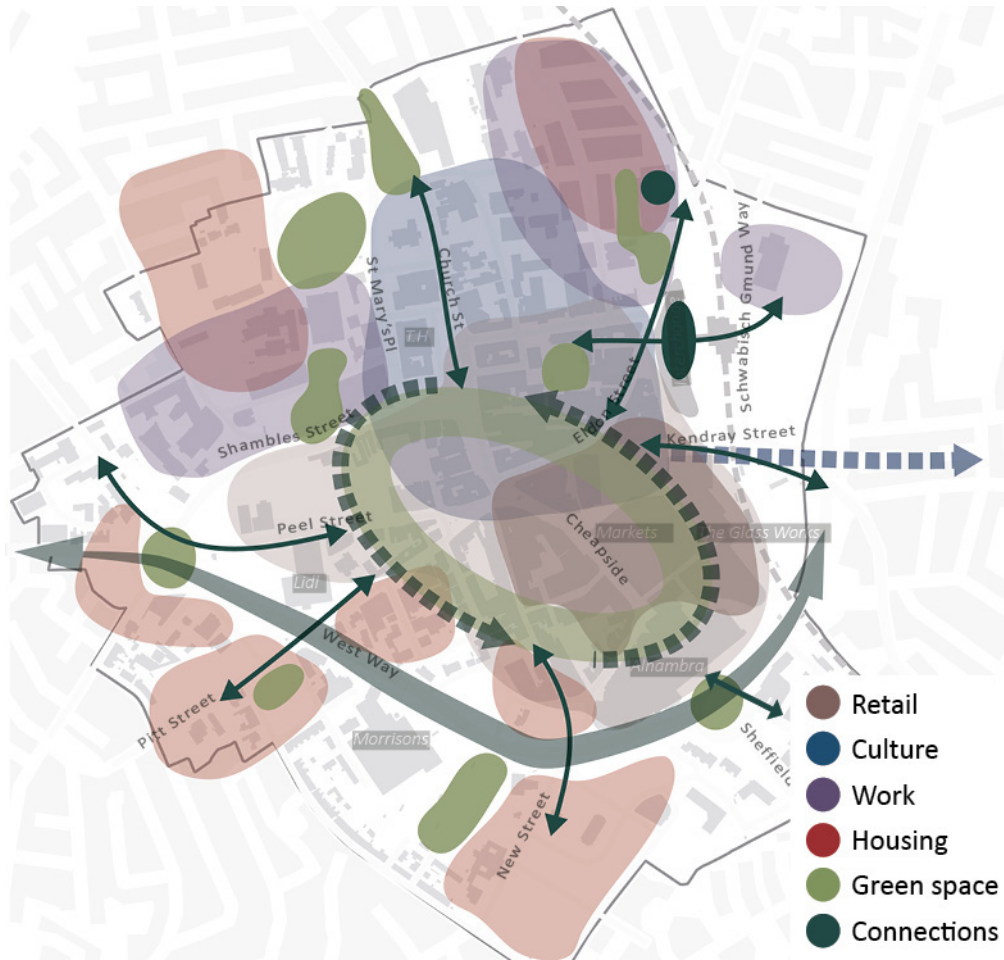 Church St
St Mary'sPl
TH
Schwabisch Gmund Way
Eldon Street
Kendray Street
Shambles Street
Peel Street
Cheapside
Markets
The Glass Works
Lidl
West Way
Alhambra
Pitt Street
Morrisons
Sheffield
New Street
Retail
Culture
Work
Housing
Green space
Connections